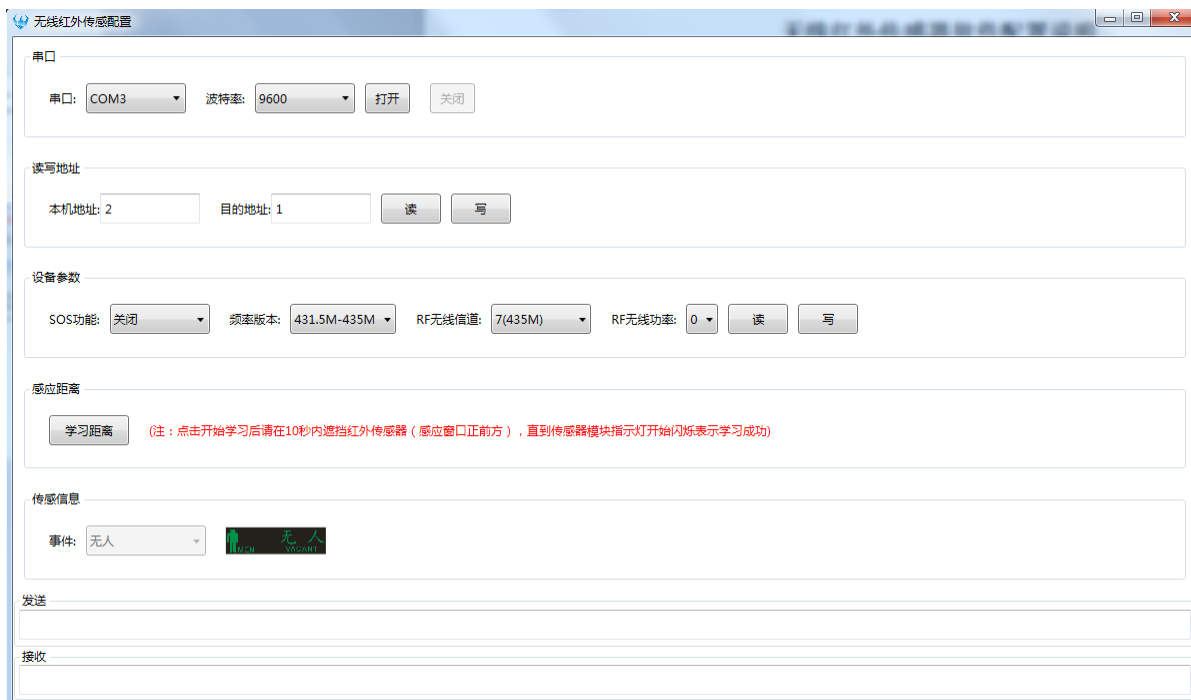 无线红外传感配置
串口
串口: COM3 波特率: 9600 打开 关闭
读写地址
本机地址: 2 目的地址: 1 读 写
设备参数
SOS功能: 关闭 频率版本: 431.5M-435M RF无线信道: 7(435M) RF无线功率: 0 读 写
感应距离
学习距离 (注：点击开始学习后请在10秒内遮挡红外传感器（感应窗口正前方），直到传感器模块指示灯开始闪烁表示学习成功)
传感信息
事件: 无人 无 人
MEN VACANT
发送
接收